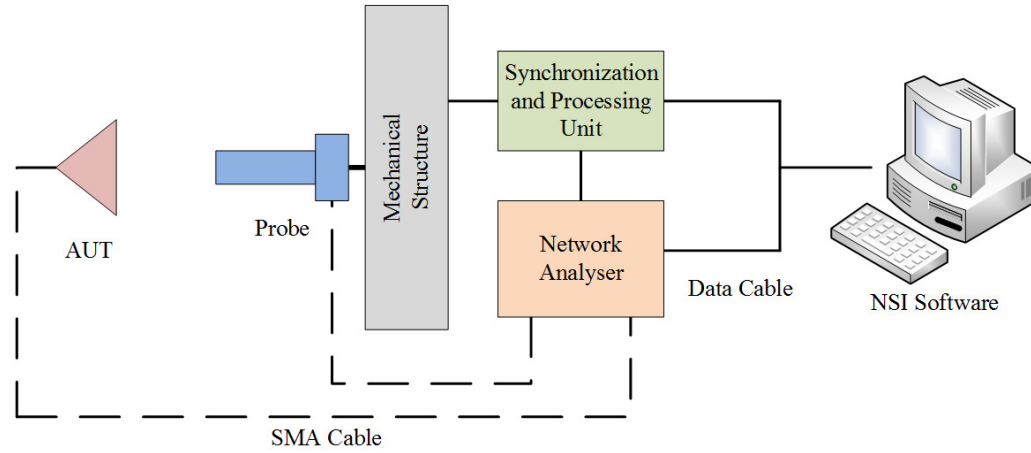 AUT
Probe
Mechanical
Structure
Synchronization
and Processing
Unit
Network
Analyser
Data Cable
NSI Software
SMA Cable